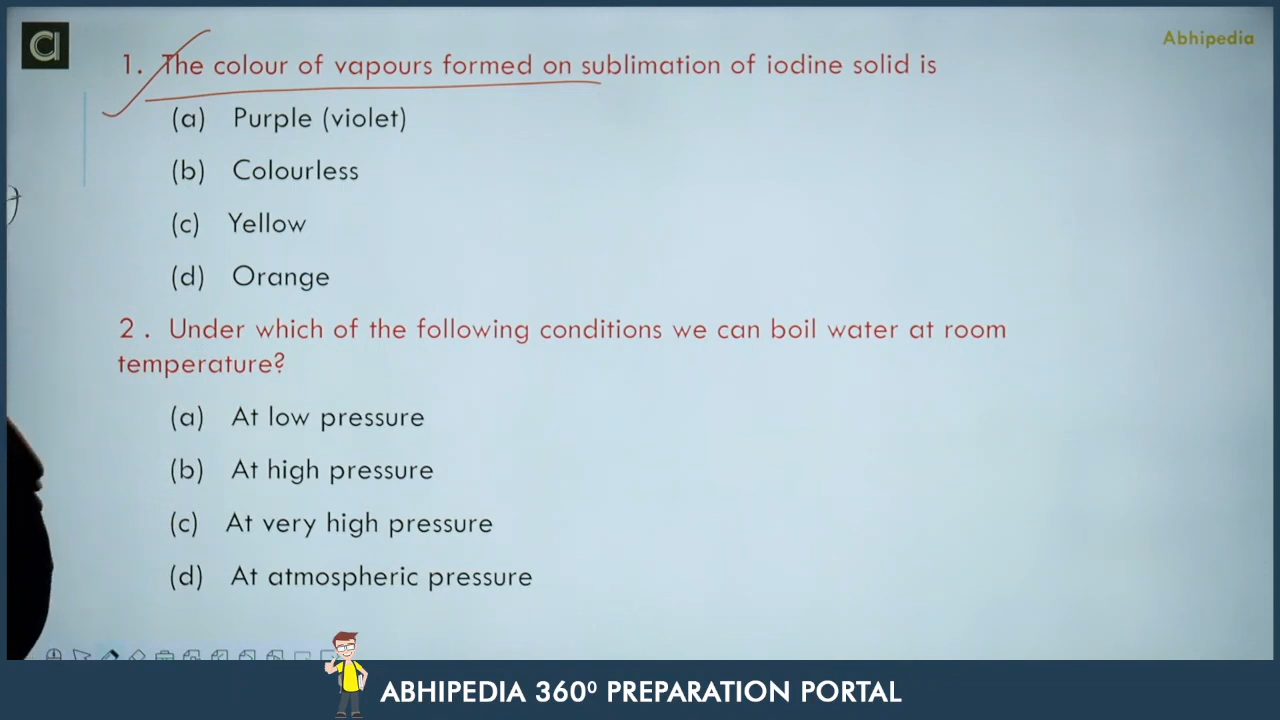 Abhipedia
1. The colour of vapours formed on sublimation of iodine solid is
(a) Purple (violet)
(b) Colourless
(c) Yellow
(d) Orange
2 . Under which of the following conditions we can boil water at room
temperature?
(a) At low pressure
(b) At high pressure
(c) At very high pressure
(d) At atmospheric pressure
ABHIPEDIA 360⁰ PREPARATION PORTAL